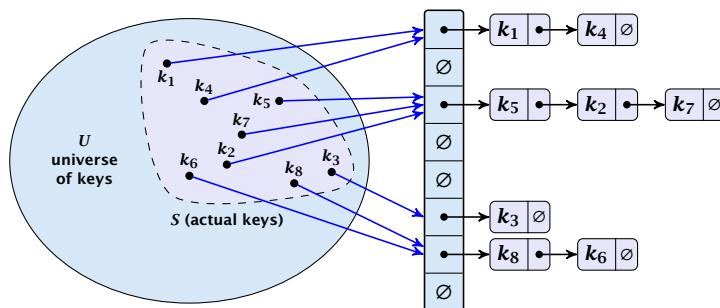 k1 k4 ∅
∅
k5 k2 k7 ∅
∅
∅
k3 ∅
k8 k6 ∅
∅
k1
k4
k5
k7
k2
k6
k8
k3
U
universe
of keys
S (actual keys)